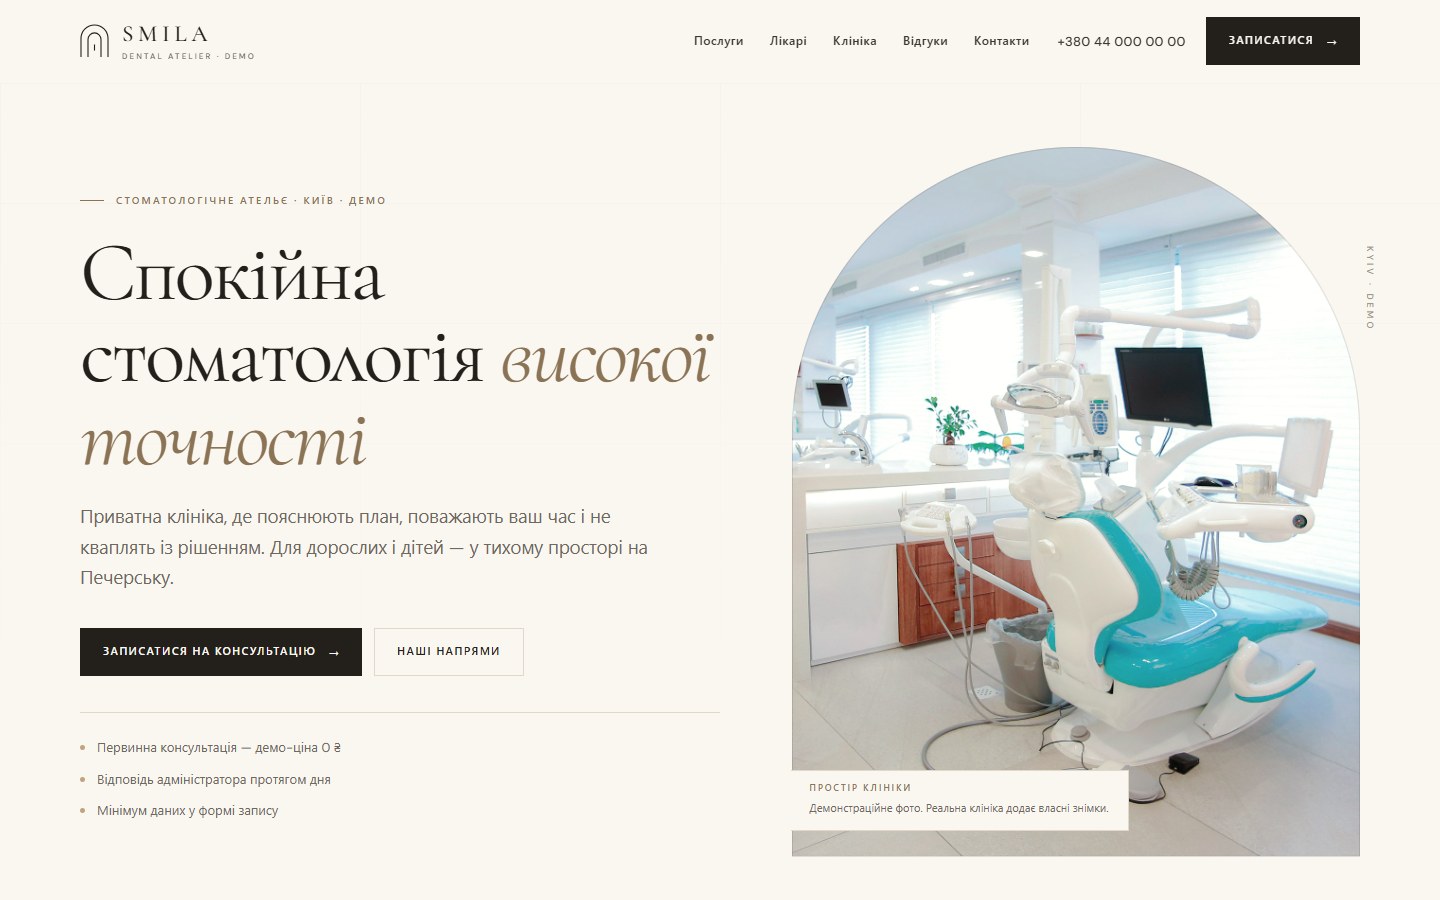 SMILA
DENTAL ATELIER · DEMO
Послуги
Лікарі
Клініка
Відгуки
Контакти
+380 44 000 00 00
ЗАПИСАТИСЯ →
СТОМАТОЛОГІЧНЕ АТЕЛЬЄ · КИЇВ · ДЕМО
Спокійна
стоматологія високої
точності
Приватна клініка, де пояснюють план, поважають ваш час і не
кваплять із рішенням. Для дорослих і дітей — у тихому просторі на
Печерську.
ЗАПИСАТИСЯ НА КОНСУЛЬТАЦІЮ →
НАШІ НАПРЯМИ
Первинна консультація — демо-ціна 0 ₴
Відповідь адміністратора протягом дня
Мінімум даних у формі запису
KYIV · DEMO
ПРОСТІР КЛІНІКИ
Демонстраційне фото. Реальна клініка додає власні знімки.